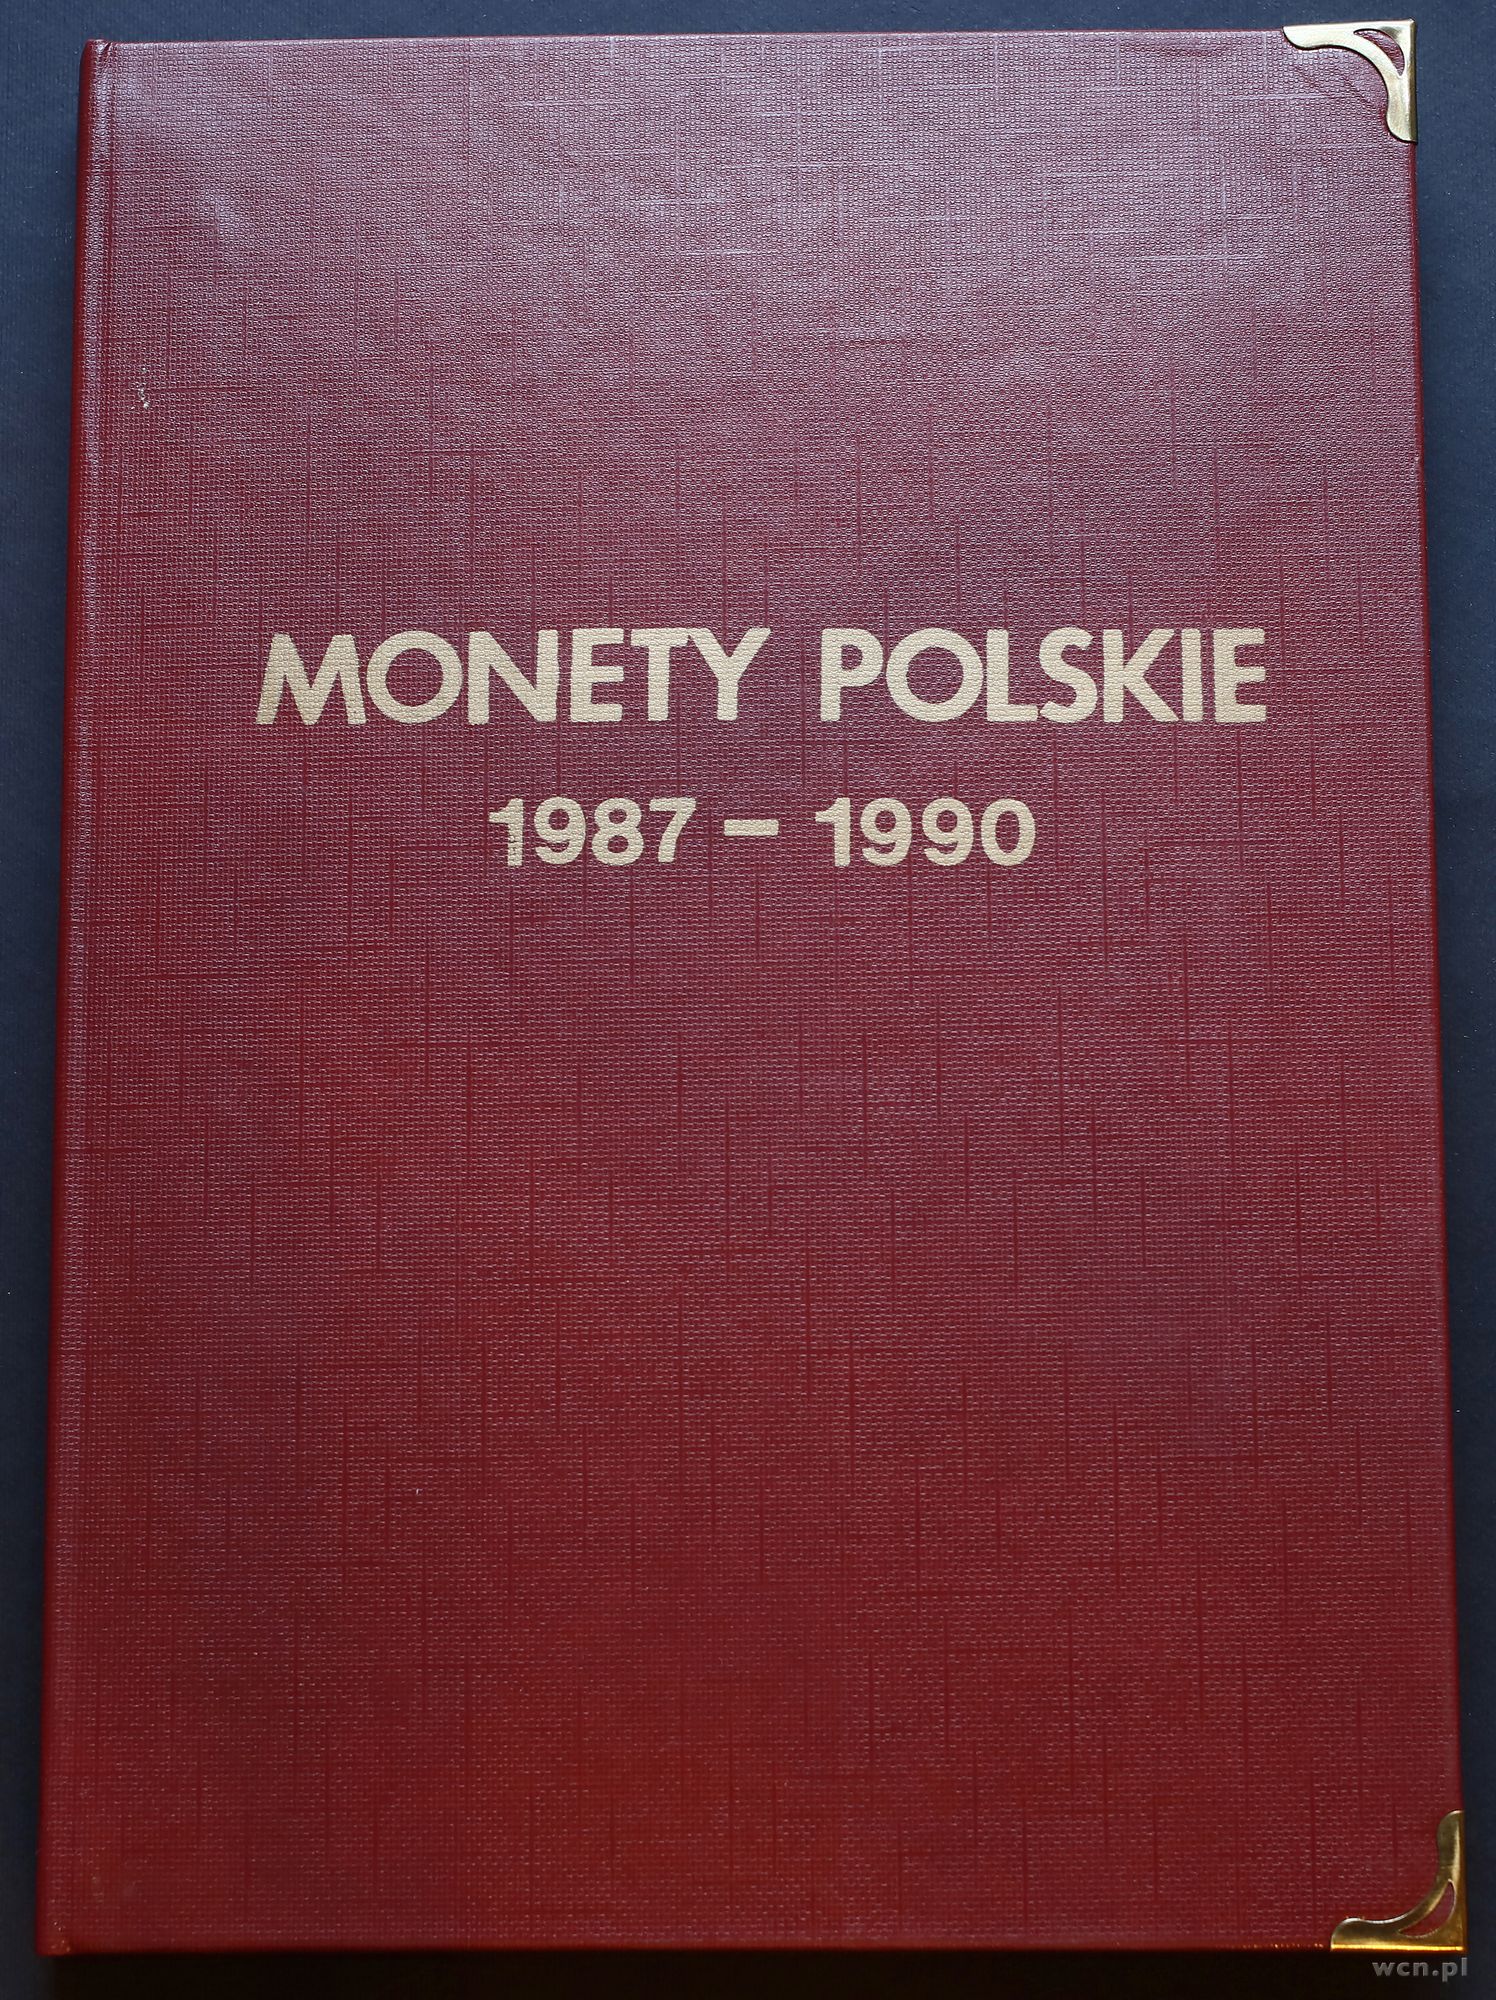 MONETY POLSKIE
1987 – 1990
wcn.pl